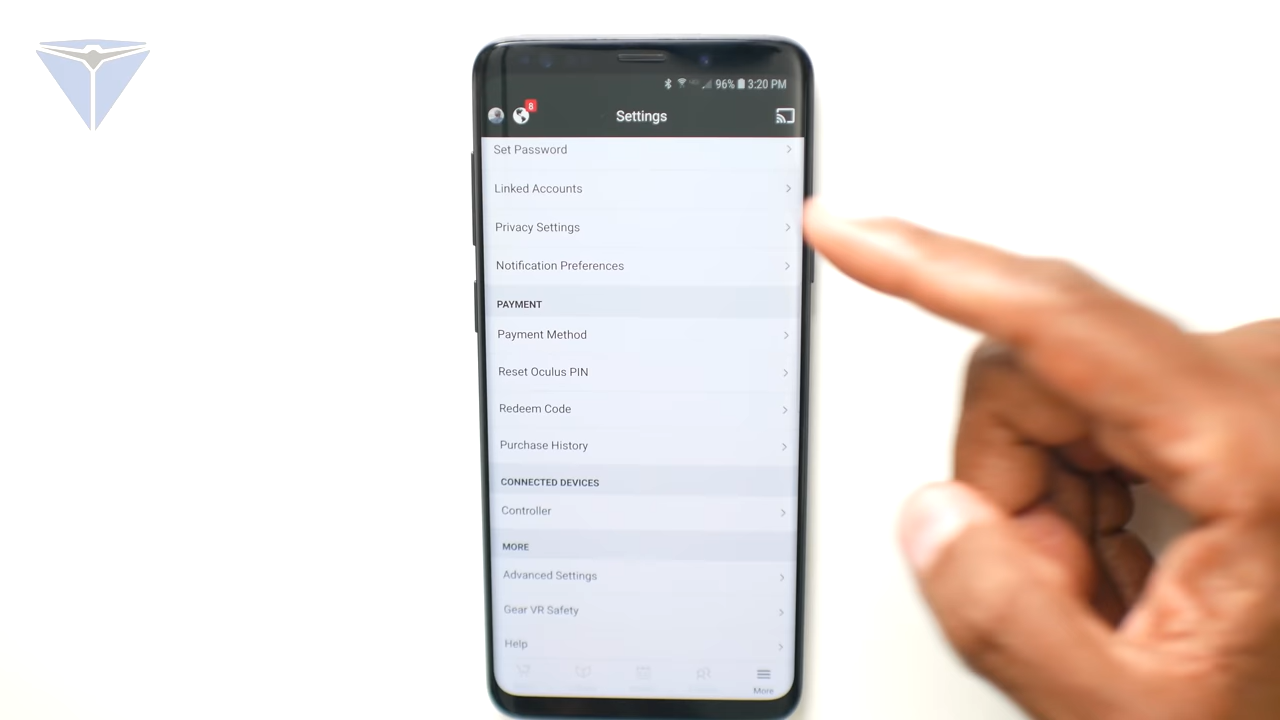 96% 3:20 PM
8
Settings
Set Password
Linked Accounts
Privacy Settings
Notification Preferences
PAYMENT
Payment Method
Reset Oculus PIN
Redeem Code
Purchase History
CONNECTED DEVICES
Controller
MORE
Advanced Settings
Gear VR Safety
Help
More